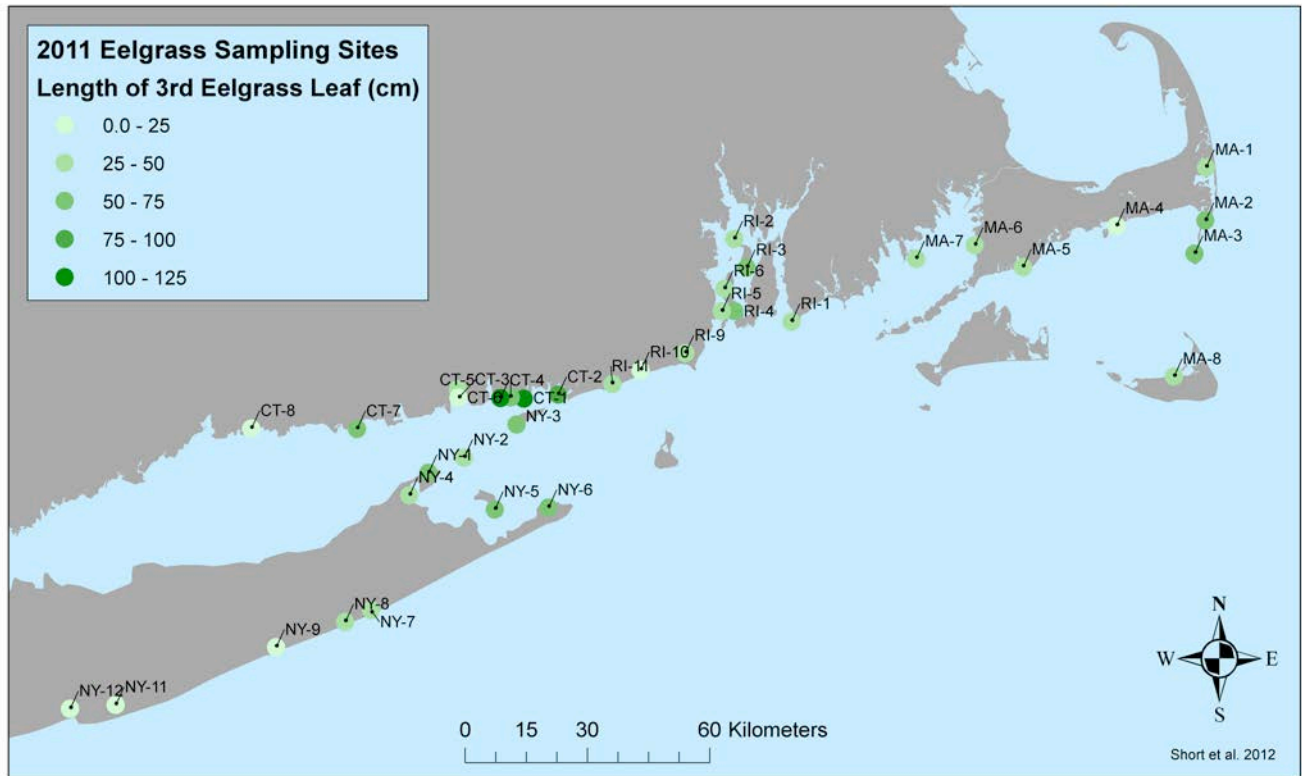 2011 Eelgrass Sampling Sites
Length of 3rd Eelgrass Leaf (cm)
0.0 - 25
25 - 50
50 - 75
75 - 100
100 - 125
MA-1
MA-2
MA-3
MA-4
MA-5
MA-6
MA-7
MA-8
RI-2
RI-3
RI-6
RI-5
RI-4
RI-1
RI-9
RI-10
RI-11
CT-5
CT-3
CT-4
CT-2
CT-6
CT-1
CT-8
CT-7
NY-3
NY-2
NY-1
NY-4
NY-5
NY-6
NY-8
NY-7
NY-9
NY-12
NY-11
N
W
E
S
0 15 30 60 Kilometers
Short et al. 2012